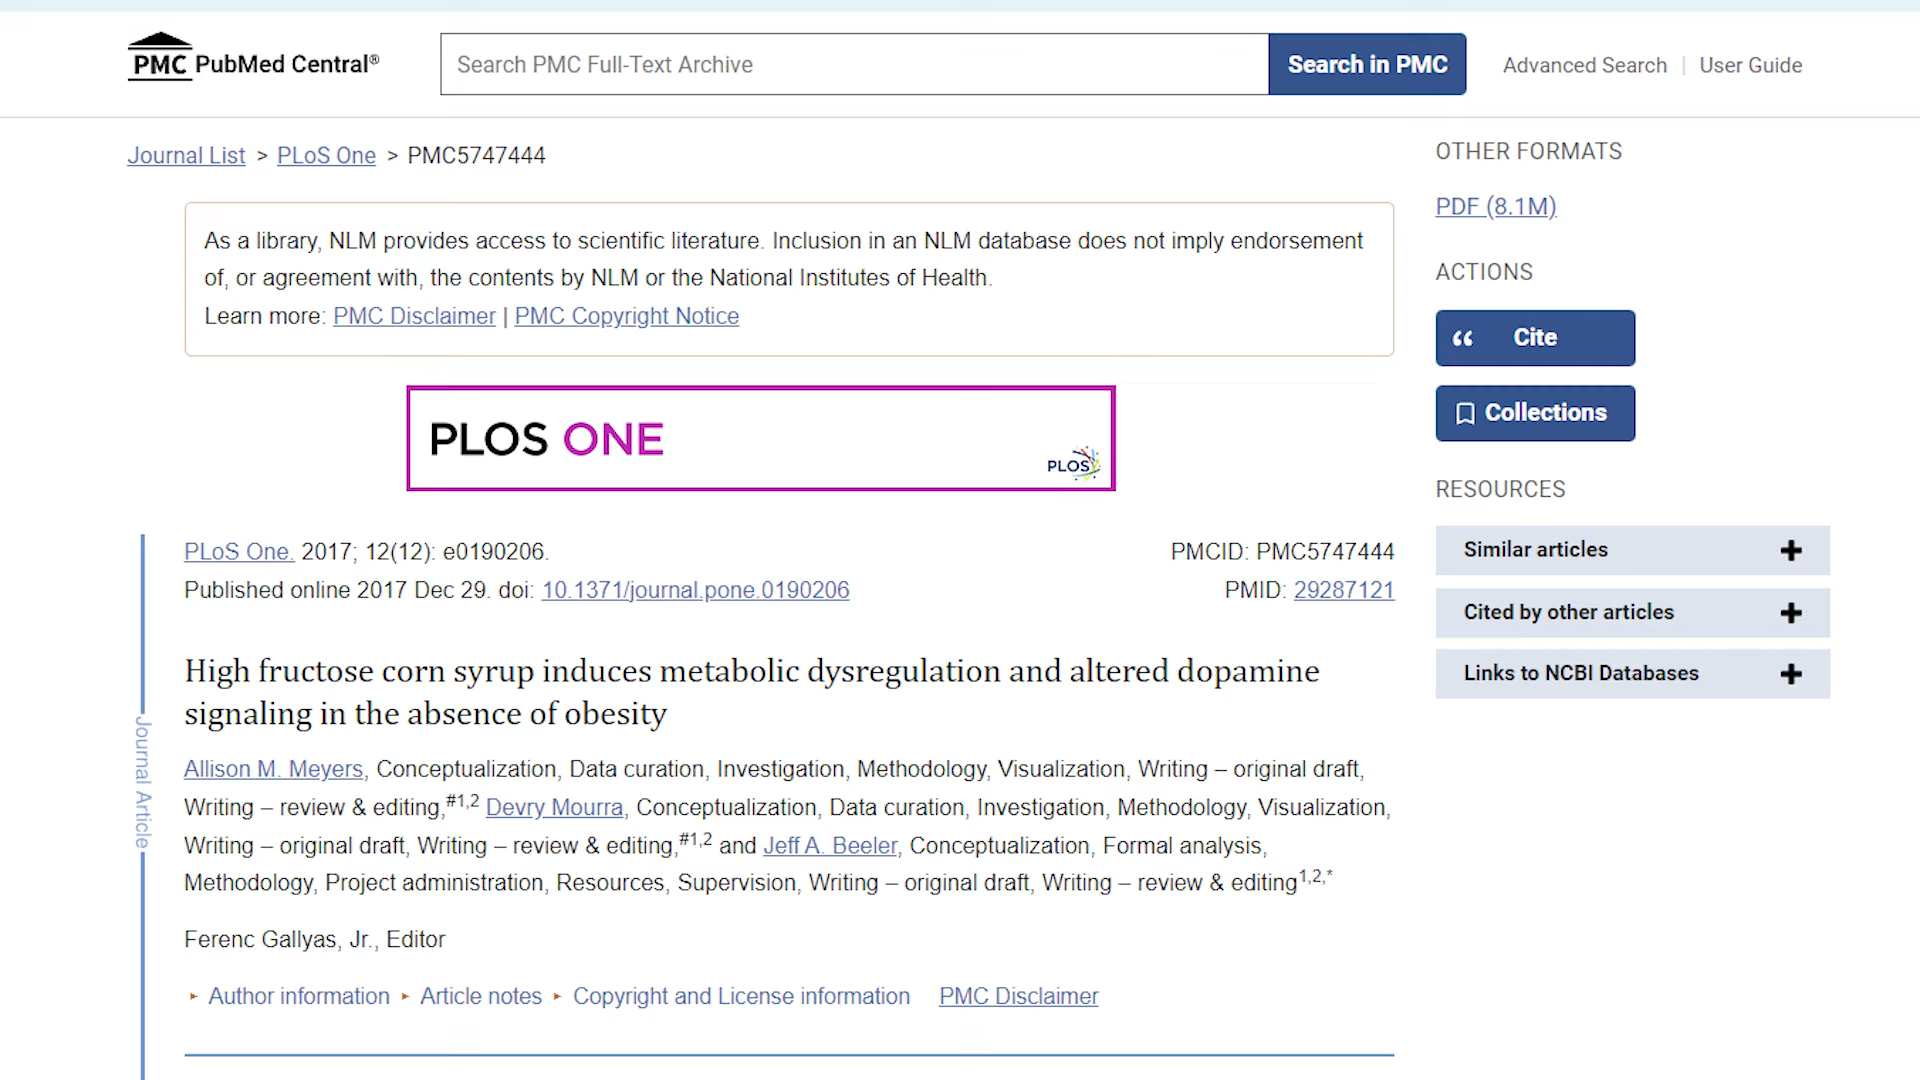 PMC PubMed Central®
Search PMC Full-Text Archive
Search in PMC
Advanced Search | User Guide
Journal List > PLoS One > PMC5747444
As a library, NLM provides access to scientific literature. Inclusion in an NLM database does not imply endorsement
of, or agreement with, the contents by NLM or the National Institutes of Health.
Learn more: PMC Disclaimer | PMC Copyright Notice
PLOS ONE
PLOS
PLoS One. 2017; 12(12): e0190206.
PMCID: PMC5747444
Published online 2017 Dec 29. doi: 10.1371/journal.pone.0190206
PMID: 29287121
High fructose corn syrup induces metabolic dysregulation and altered dopamine
signaling in the absence of obesity
Allison M. Meyers, Conceptualization, Data curation, Investigation, Methodology, Visualization, Writing – original draft,
Writing – review & editing,#1,2 Devry Mourra, Conceptualization, Data curation, Investigation, Methodology, Visualization,
Writing – original draft, Writing – review & editing,#1,2 and Jeff A. Beeler, Conceptualization, Formal analysis,
Methodology, Project administration, Resources, Supervision, Writing – original draft, Writing – review & editing1,2,*
Ferenc Gallyas, Jr., Editor
▸ Author information ▸ Article notes ▸ Copyright and License information PMC Disclaimer
Journal Article
OTHER FORMATS
PDF (8.1M)
ACTIONS
Cite
Collections
RESOURCES
Similar articles
Cited by other articles
Links to NCBI Databases